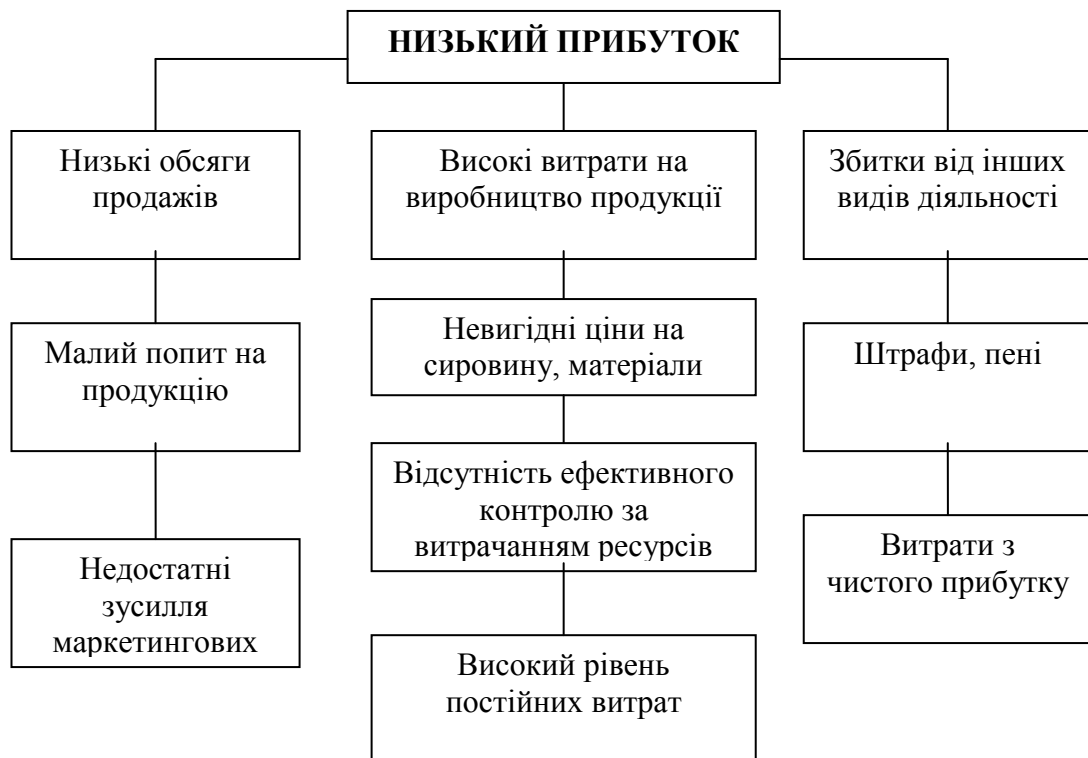 НИЗЬКИЙ ПРИБУТОК
Низькі обсяги
продажів
Високі витрати на
виробництво продукції
Збитки від інших
видів діяльності
Малий попит на
продукцію
Невигідні ціни на
сировину, матеріали
Штрафи, пені
Відсутність ефективного
контролю за
витрачанням ресурсів
Недостатні
зусилля
маркетингових
Витрати з
чистого прибутку
Високий рівень
постійних витрат